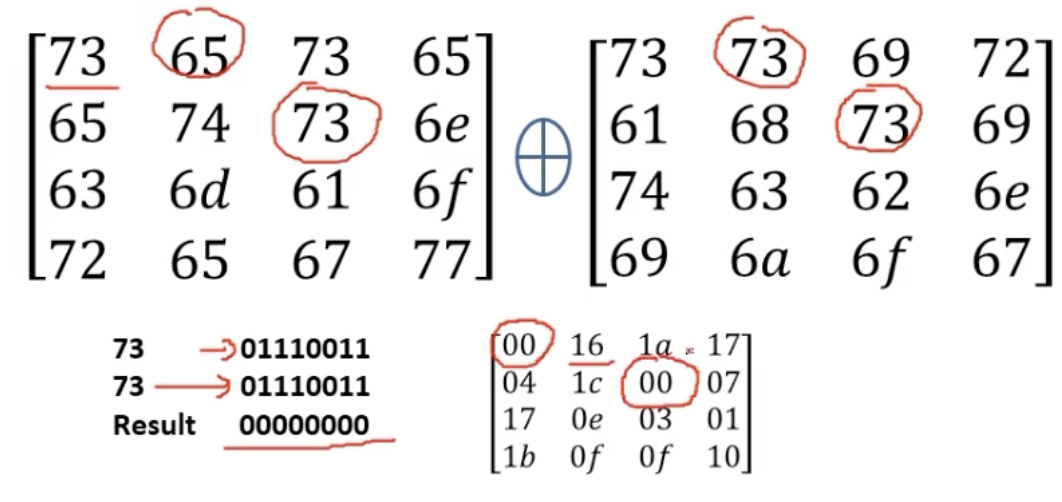 73 65 73 65 ⊕ 73 73 69 72
65 74 73 6e 61 68 73 69
63 6d 61 6f 74 63 62 6e
72 65 67 77 69 6a 6f 67
73 → 01110011
73 → 01110011
Result 00000000
00 16 1a 17
04 1c 00 07
17 0e 03 01
1b 0f 0f 10